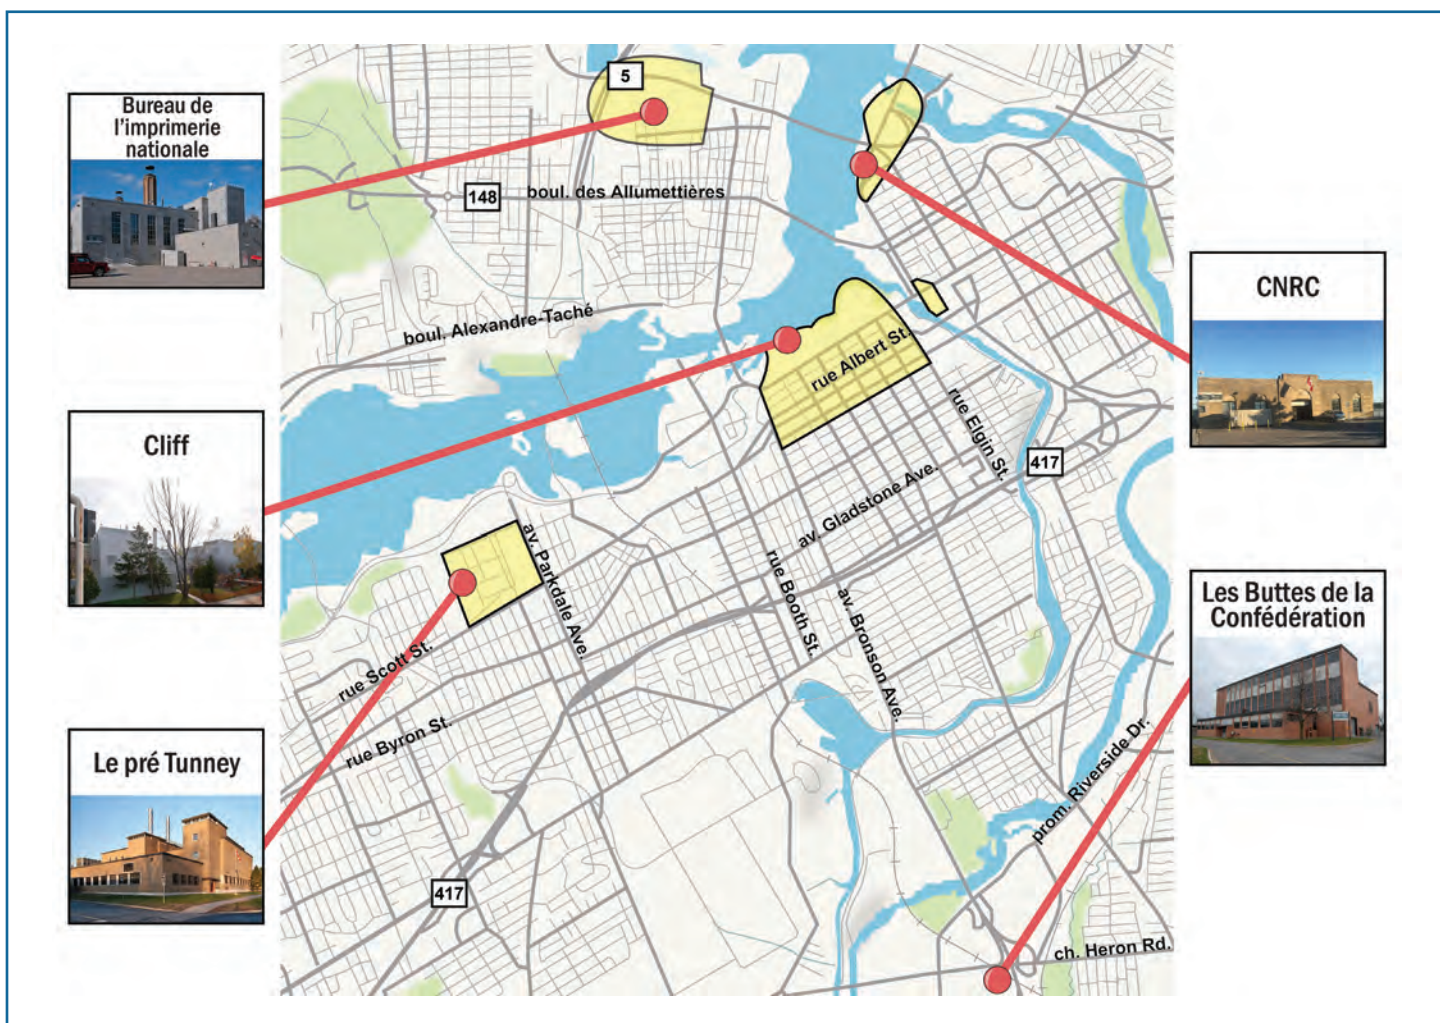 Bureau de
l'imprimerie
nationale
Cliff
Le pré Tunney
5
148
boul. des Allumettières
boul. Alexandre-Taché
rue Albert St.
rue Elgin St.
417
av. Gladstone Ave.
av. Parkdale Ave.
rue Booth St.
av. Bronson Ave.
rue Scott St.
rue Byron St.
prom. Riverside Dr.
417
ch. Heron Rd.
CNRC
Les Buttes de la
Confédération